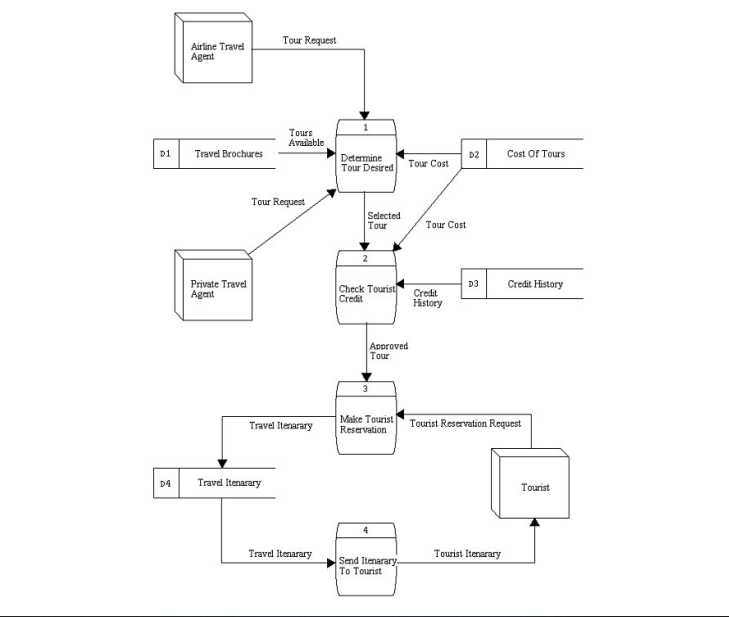 Airline Travel
Agent
Tour Request
1
Determine
Tour Desired
Tours
Available
D1
Travel Brochures
Tour Cost
D2
Cost Of Tours
Tour Request
Selected
Tour
Tour Cost
Private Travel
Agent
2
Check Tourist
Credit
Credit
History
D3
Credit History
Approved
Tour
3
Make Tourist
Reservation
Travel Itenarary
Tourist Reservation Request
D4
Travel Itenarary
Tourist
4
Send Itenarary
To Tourist
Travel Itenarary
Tourist Itenarary